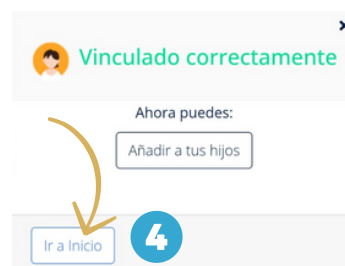 ×
Vinculado correctamente
Ahora puedes:
Añadir a tus hijos
Ir a Inicio
4